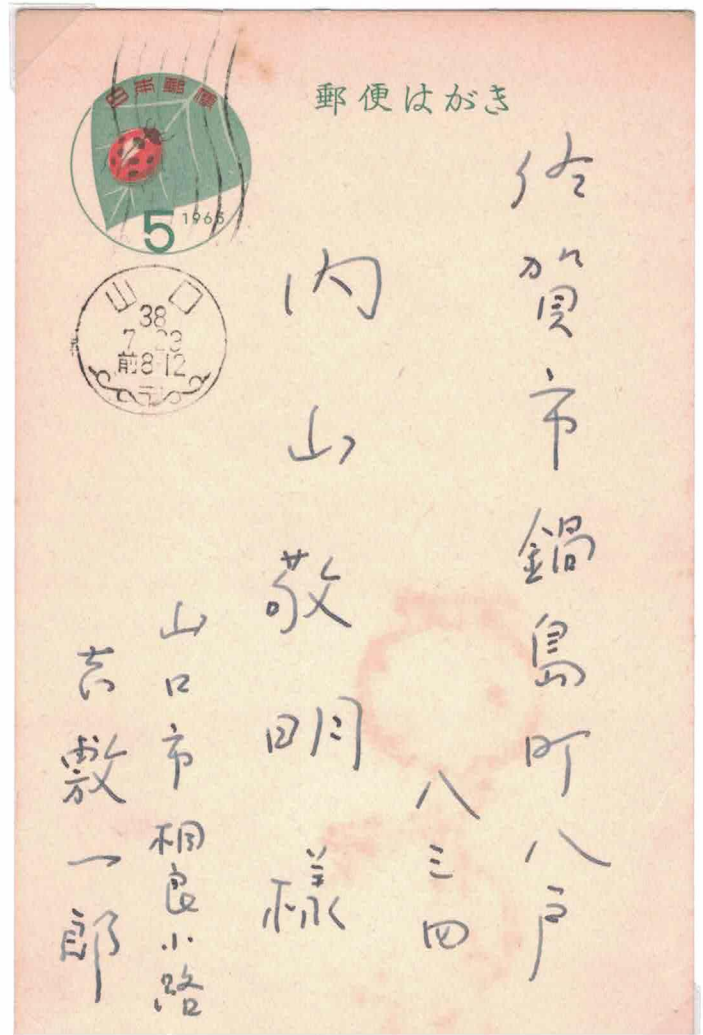 郵便はがき
日本郵便
5 1963
山口
38
7 23
前8-12
佐賀市鍋島町八戸
八三四
内山敬明様
山口市相良小路
吉敷一郎